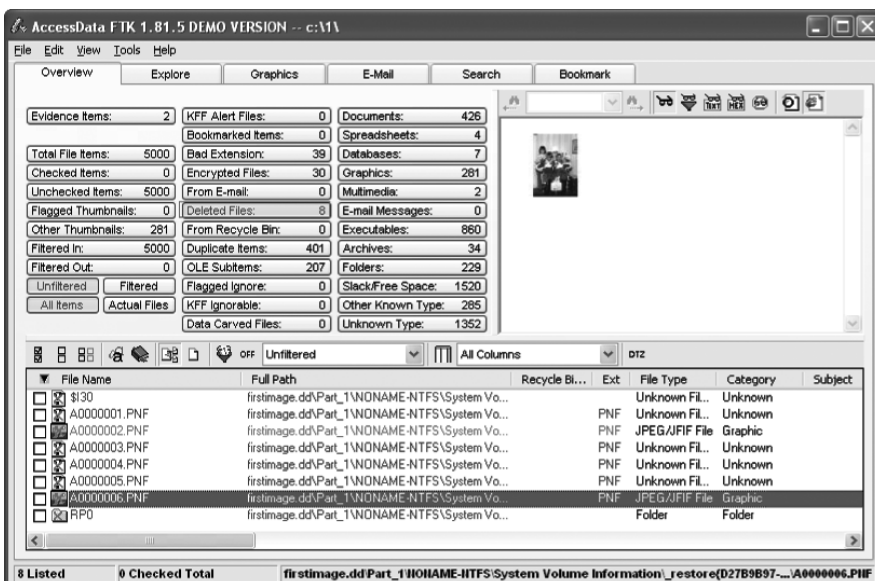 AccessData FTK 1.81.5 DEMO VERSION -- c:\1\
File Edit View Tools Help
Overview Explore Graphics E-Mail Search Bookmark
Evidence Items: 2 KFF Alert Files: 0 Documents: 426
Bookmarked Items: 0 Spreadsheets: 4
Total File Items: 5000 Bad Extension: 39 Databases: 7
Checked Items: 0 Encrypted Files: 30 Graphics: 281
Unchecked Items: 5000 From E-mail: 0 Multimedia: 2
Flagged Thumbnails: 0 Deleted Files: 8 E-mail Messages: 0
Other Thumbnails: 281 From Recycle Bin: 0 Executables: 860
Filtered In: 5000 Duplicate Items: 401 Archives: 34
Filtered Out: 0 OLE Subitems: 207 Folders: 229
Unfiltered Filtered Flagged Ignore: 0 Slack/Free Space: 1520
All Items Actual Files KFF Ignorable: 0 Other Known Type: 285
Data Carved Files: 0 Unknown Type: 1352
TEXT HEX
OFF Unfiltered All Columns DTZ
File Name Full Path Recycle Bi... Ext File Type Category Subject
$I30 firstimage.dd\Part_1\NONAME-NTFS\System Vo... Unknown Fil... Unknown
A0000001.PNF firstimage.dd\Part_1\NONAME-NTFS\System Vo... PNF Unknown Fil... Unknown
A0000002.PNF firstimage.dd\Part_1\NONAME-NTFS\System Vo... PNF JPEG/JFIF File Graphic
A0000003.PNF firstimage.dd\Part_1\NONAME-NTFS\System Vo... PNF Unknown Fil... Unknown
A0000004.PNF firstimage.dd\Part_1\NONAME-NTFS\System Vo... PNF Unknown Fil... Unknown
A0000005.PNF firstimage.dd\Part_1\NONAME-NTFS\System Vo... PNF Unknown Fil... Unknown
A0000006.PNF firstimage.dd\Part_1\NONAME-NTFS\System Vo... PNF JPEG/JFIF File Graphic
RP0 firstimage.dd\Part_1\NONAME-NTFS\System Vo... Folder Folder
8 Listed 0 Checked Total firstimage.dd\Part_1\NONAME-NTFS\System Volume Information\_restore{D27B9B97-...\A0000006.PNF